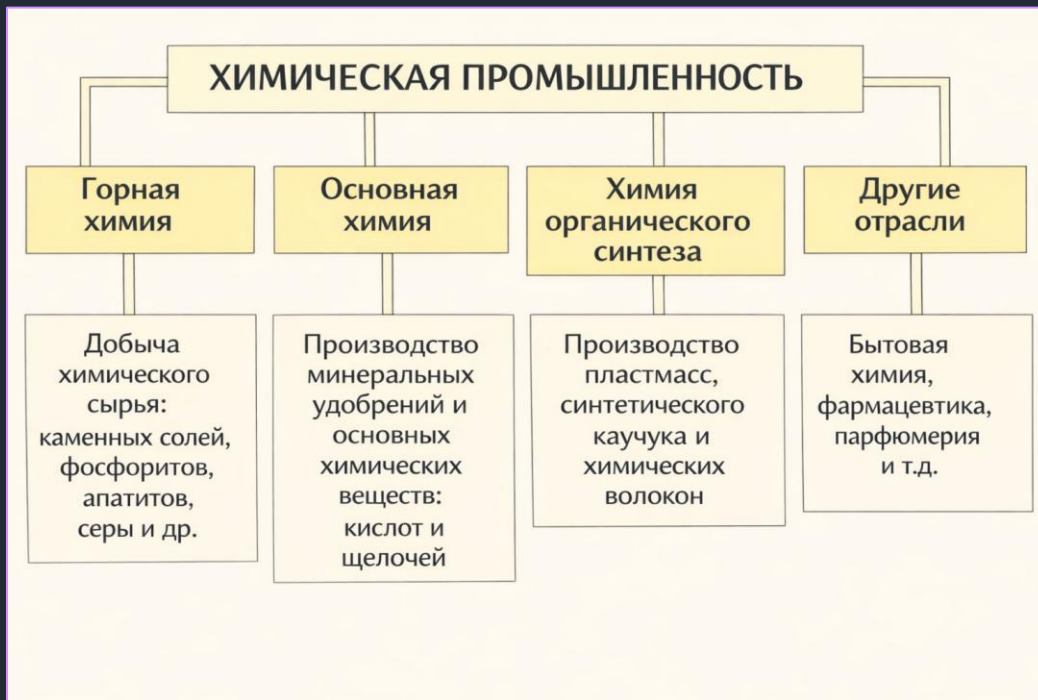 ХИМИЧЕСКАЯ ПРОМЫШЛЕННОСТЬ
Горная
химия
Основная
химия
Химия
органического
синтеза
Другие
отрасли
Добыча
химического
сырья:
каменных солей,
фосфоритов,
апатитов,
серы и др.
Производство
минеральных
удобрений и
основных
химических
веществ:
кислот и
щелочей
Производство
пластмасс,
синтетического
каучука и
химических
волокон
Бытовая
химия,
фармацевтика,
парфюмерия
и т.д.